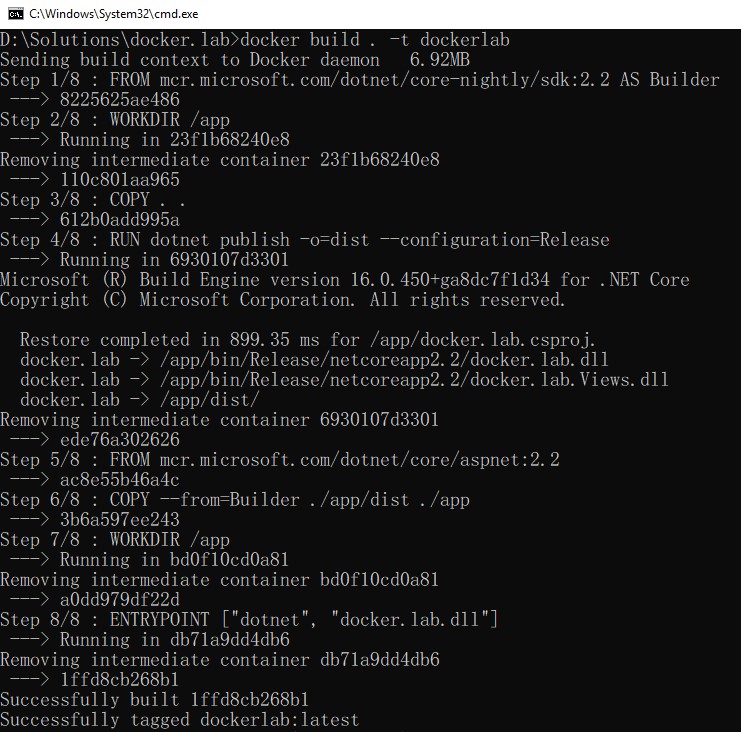 C:\Windows\System32\cmd.exe
D:\Solutions\docker.lab>docker build . -t dockerlab
Sending build context to Docker daemon   6.92MB
Step 1/8 : FROM mcr.microsoft.com/dotnet/core-nightly/sdk:2.2 AS Builder
 ---> 8225625ae486
Step 2/8 : WORKDIR /app
 ---> Running in 23f1b68240e8
Removing intermediate container 23f1b68240e8
 ---> 110c801aa965
Step 3/8 : COPY . .
 ---> 612b0add995a
Step 4/8 : RUN dotnet publish -o=dist --configuration=Release
 ---> Running in 6930107d3301
Microsoft (R) Build Engine version 16.0.450+ga8dc7f1d34 for .NET Core
Copyright (C) Microsoft Corporation. All rights reserved.

  Restore completed in 899.35 ms for /app/docker.lab.csproj.
  docker.lab -> /app/bin/Release/netcoreapp2.2/docker.lab.dll
  docker.lab -> /app/bin/Release/netcoreapp2.2/docker.lab.Views.dll
  docker.lab -> /app/dist/
Removing intermediate container 6930107d3301
 ---> ede76a302626
Step 5/8 : FROM mcr.microsoft.com/dotnet/core/aspnet:2.2
 ---> ac8e55b46a4c
Step 6/8 : COPY --from=Builder ./app/dist ./app
 ---> 3b6a597ee243
Step 7/8 : WORKDIR /app
 ---> Running in bd0f10cd0a81
Removing intermediate container bd0f10cd0a81
 ---> a0dd979df22d
Step 8/8 : ENTRYPOINT ["dotnet", "docker.lab.dll"]
 ---> Running in db71a9dd4db6
Removing intermediate container db71a9dd4db6
 ---> 1ffd8cb268b1
Successfully built 1ffd8cb268b1
Successfully tagged dockerlab:latest